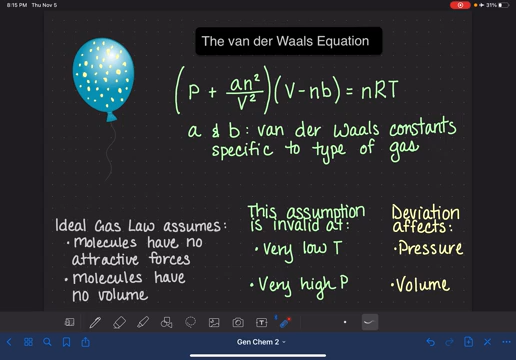 8:15 PM Thu Nov 5
31%
The van der Waals Equation
(P + an²/V²)(V-nb) = nRT
a & b: van der Waals constants
specific to type of gas
Ideal Gas Law assumes:
• Molecules have no
attractive forces
• Molecules have
no volume
This assumption
is invalid at:
• Very low T
• Very high P
Deviation
affects:
• Pressure
• Volume
Gen Chem 2